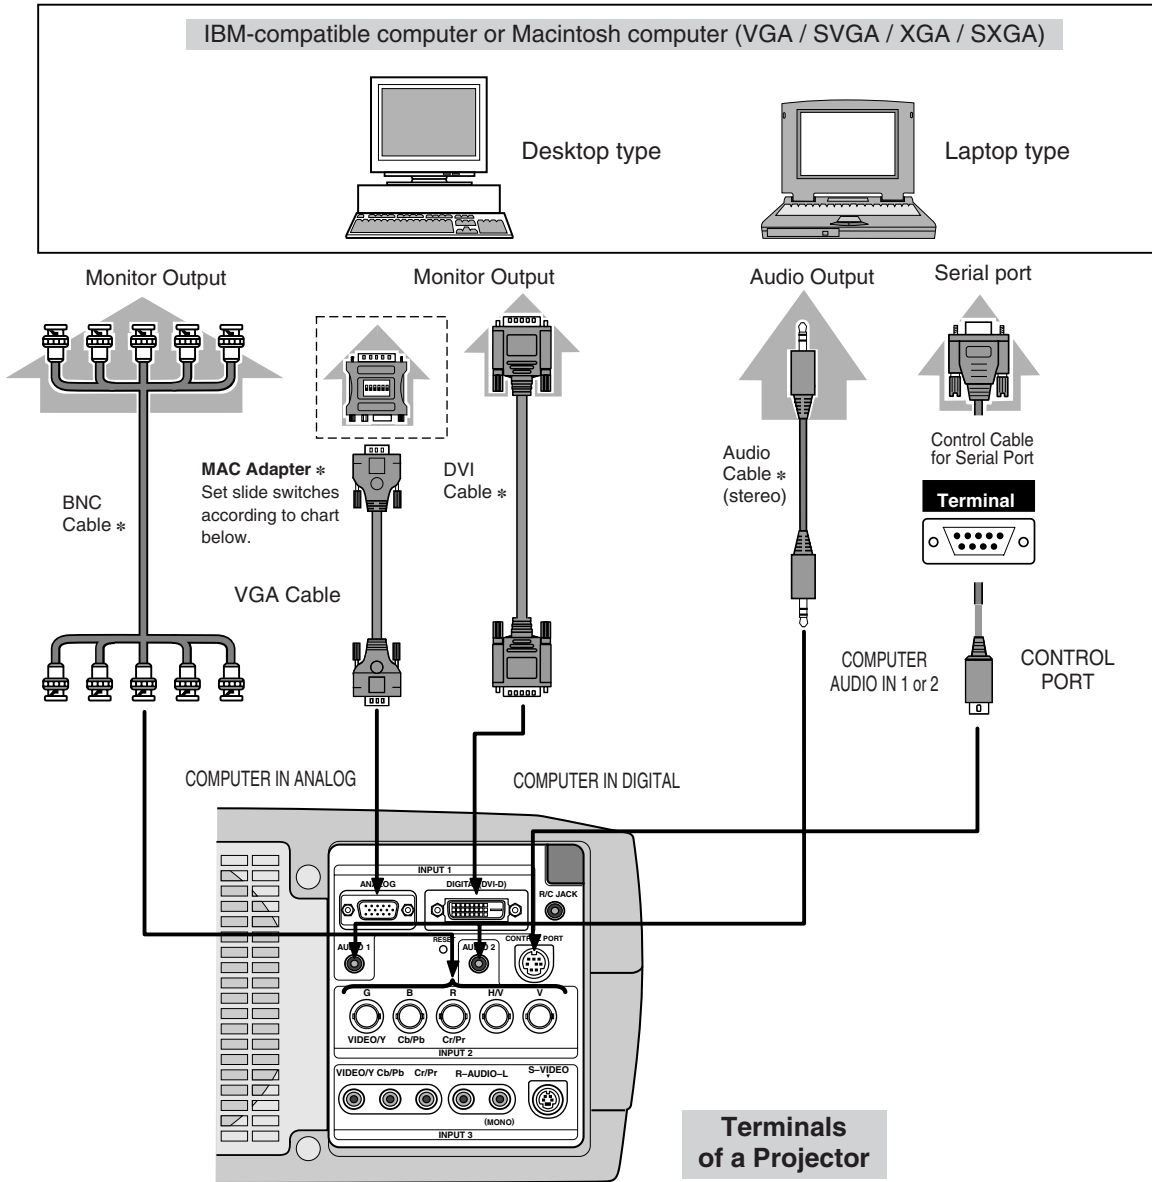 IBM-compatible computer or Macintosh computer (VGA / SVGA / XGA / SXGA)
Desktop type
Laptop type
Monitor Output
Monitor Output
Audio Output
Serial port
MAC Adapter *
Set slide switches
according to chart
below.
BNC
Cable *
DVI
Cable *
Audio
Cable *
(stereo)
Control Cable
for Serial Port
Terminal
VGA Cable
COMPUTER
AUDIO IN 1 or 2
CONTROL
PORT
COMPUTER IN ANALOG
COMPUTER IN DIGITAL
INPUT 1
ANALOG
DIGITAL (DVI-D)
R/C JACK
AUDIO 1
RESET
AUDIO 2
CONTROL PORT
G B R H/V V
VIDEO/Y Cb/Pb Cr/Pr
INPUT 2
VIDEO/Y Cb/Pb Cr/Pr R–AUDIO–L S–VIDEO
(MONO)
INPUT 3
Terminals
of a Projector